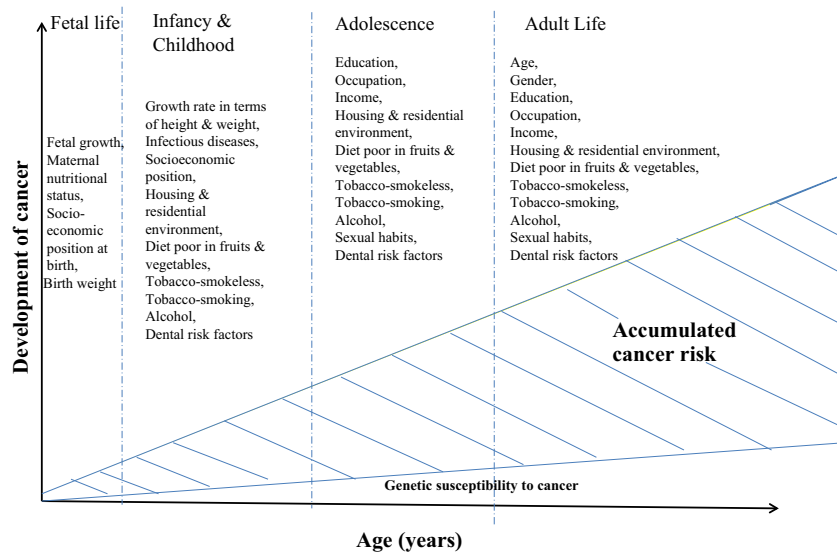 Fetal life
Infancy &
Childhood
Adolescence
Adult Life
Fetal growth,
Maternal
nutritional
status,
Socio-
economic
position at
birth,
Birth weight
Growth rate in terms
of height & weight,
Infectious diseases,
Socioeconomic
position,
Housing &
residential
environment,
Diet poor in fruits &
vegetables,
Tobacco-smokeless,
Tobacco-smoking,
Alcohol,
Dental risk factors
Education,
Occupation,
Income,
Housing & residential
environment,
Diet poor in fruits &
vegetables,
Tobacco-smokeless,
Tobacco-smoking,
Alcohol,
Sexual habits,
Dental risk factors
Age,
Gender,
Education,
Occupation,
Income,
Housing & residential environment,
Diet poor in fruits & vegetables,
Tobacco-smokeless,
Tobacco-smoking,
Alcohol,
Sexual habits,
Dental risk factors
Development of cancer
Accumulated
cancer risk
Genetic susceptibility to cancer
Age (years)